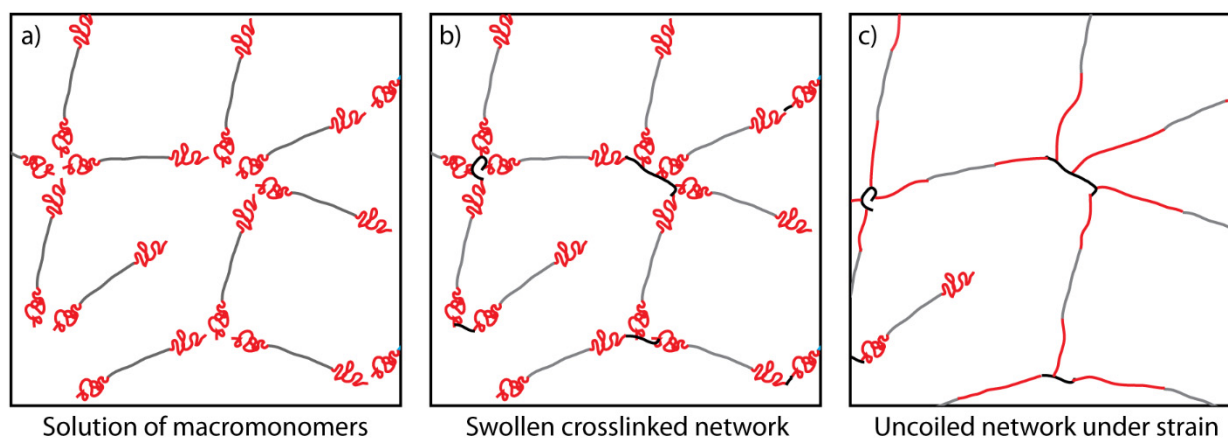 a)
b)
c)
Solution of macromonomers
Swollen crosslinked network
Uncoiled network under strain